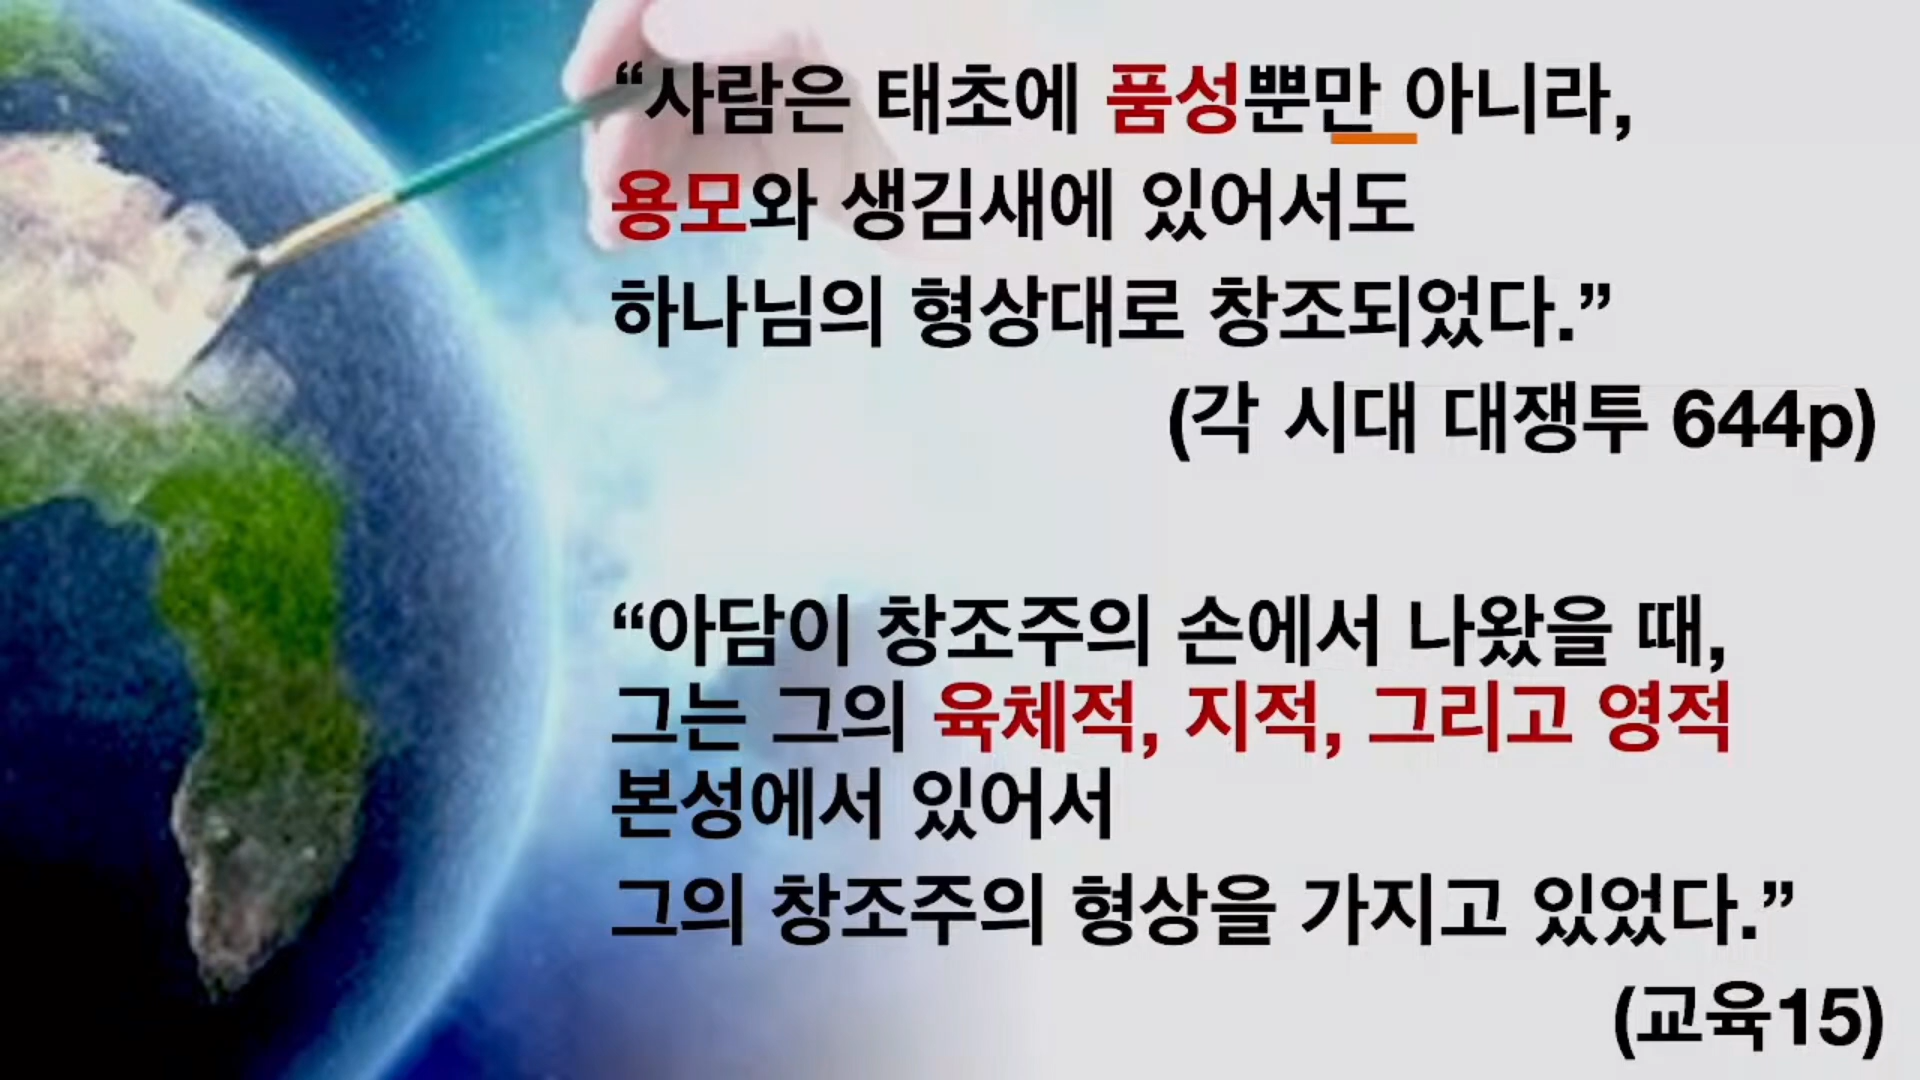 “사람은 태초에 품성뿐만 아니라,
용모와 생김새에 있어서도
하나님의 형상대로 창조되었다.”
(각 시대 대쟁투 644p)
“아담이 창조주의 손에서 나왔을 때,
그는 그의 육체적, 지적, 그리고 영적
본성에서 있어서
그의 창조주의 형상을 가지고 있었다.”
(교육15)